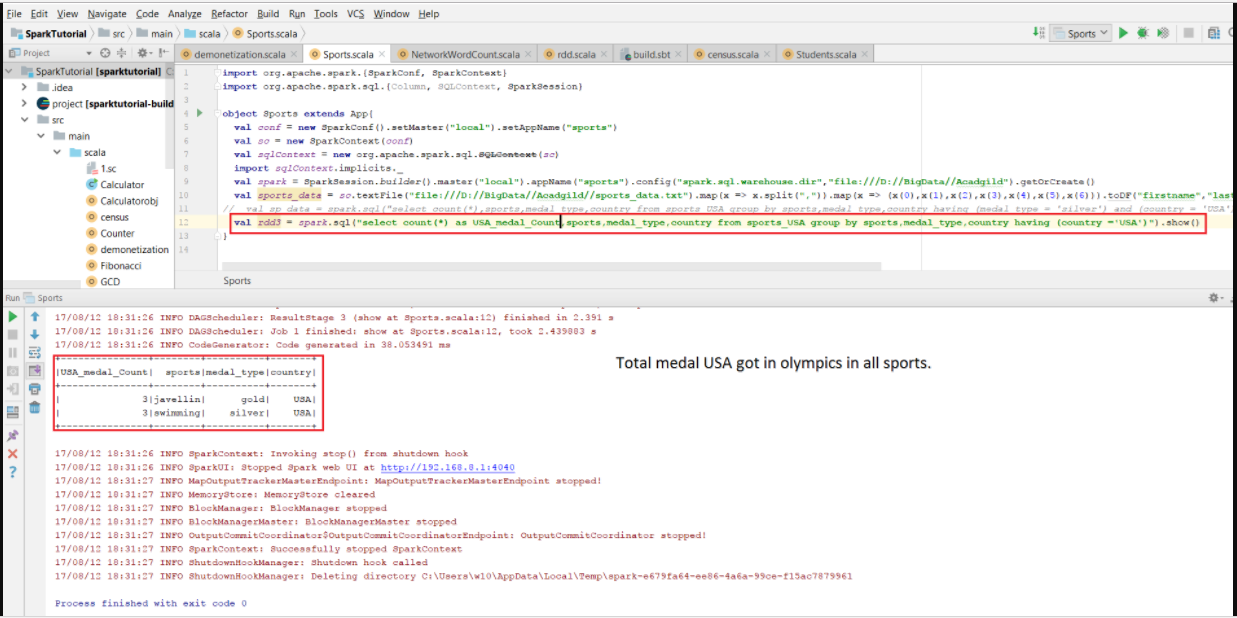 File Edit View Navigate Code Analyze Refactor Build Run Tools VCS Window Help
SparkTutorial src main scala Sports.scala
Sports
Project
demonetization.scala Sports.scala NetworkWordCount.scala rdd.scala build.sbt census.scala Students.scala
SparkTutorial [sparktutorial]
.idea
project [sparktutorial-build
src
main
scala
1.sc
Calculator
Calculatorobj
census
Counter
demonetization
Fibonacci
GCD
1 import org.apache.spark.{SparkConf, SparkContext}
2 import org.apache.spark.sql.{Column, SQLContext, SparkSession}
3
4 object Sports extends App{
5 val conf = new SparkConf().setMaster("local").setAppName("sports")
6 val sc = new SparkContext(conf)
7 val sqlContext = new org.apache.spark.sql.SQLContext(sc)
8 import sqlContext.implicits._
9 val spark = SparkSession.builder().master("local").appName("sports").config("spark.sql.warehouse.dir","file:///D://BigData//Acadgild").getOrCreate()
10 val sports_data = sc.textFile("file:///D://BigData//Acadgild//sports_data.txt").map(x => x.split(",")).map(x => (x(0),x(1),x(2),x(3),x(4),x(5),x(6))).toDF("firstname","last
11 // val sp_data = spark.sql("select count(*),sports,medal_type,country from sports_USA group by sports,medal_type,country having (medal_type = 'silver') and (country = 'USA'
12 val rdd3 = spark.sql("select count(*) as USA_medal_Count,sports,medal_type,country from sports_USA group by sports,medal_type,country having (country ='USA')").show()
13 }
14
Sports
Run Sports
17/08/12 18:31:26 INFO DAGScheduler: ResultStage 3 (show at Sports.scala:12) finished in 2.391 s
17/08/12 18:31:26 INFO DAGScheduler: Job 1 finished: show at Sports.scala:12, took 2.439883 s
17/08/12 18:31:26 INFO CodeGenerator: Code generated in 38.053491 ms
+---------------+--------+----------+-------+
|USA_medal_Count| sports|medal_type|country|
+---------------+--------+----------+-------+
| 3|javellin| gold| USA|
| 3|swimming| silver| USA|
+---------------+--------+----------+-------+
Total medal USA got in olympics in all sports.
17/08/12 18:31:26 INFO SparkContext: Invoking stop() from shutdown hook
17/08/12 18:31:26 INFO SparkUI: Stopped Spark web UI at http://192.168.8.1:4040
17/08/12 18:31:27 INFO MapOutputTrackerMasterEndpoint: MapOutputTrackerMasterEndpoint stopped!
17/08/12 18:31:27 INFO MemoryStore: MemoryStore cleared
17/08/12 18:31:27 INFO BlockManager: BlockManager stopped
17/08/12 18:31:27 INFO BlockManagerMaster: BlockManagerMaster stopped
17/08/12 18:31:27 INFO OutputCommitCoordinator$OutputCommitCoordinatorEndpoint: OutputCommitCoordinator stopped!
17/08/12 18:31:27 INFO SparkContext: Successfully stopped SparkContext
17/08/12 18:31:27 INFO ShutdownHookManager: Shutdown hook called
17/08/12 18:31:27 INFO ShutdownHookManager: Deleting directory C:\Users\w10\AppData\Local\Temp\spark-e679fa64-ee86-4a6a-99ce-f15ac7879961
Process finished with exit code 0